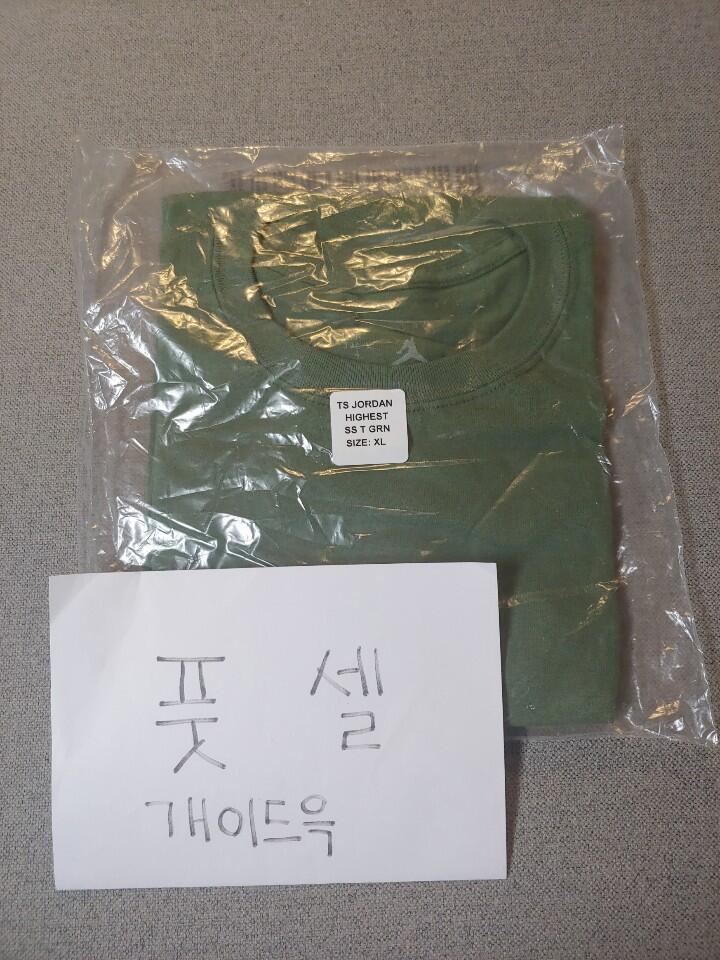 TS JORDAN
HIGHEST
SS T GRN
SIZE: XL
풋 셀
개이드윽